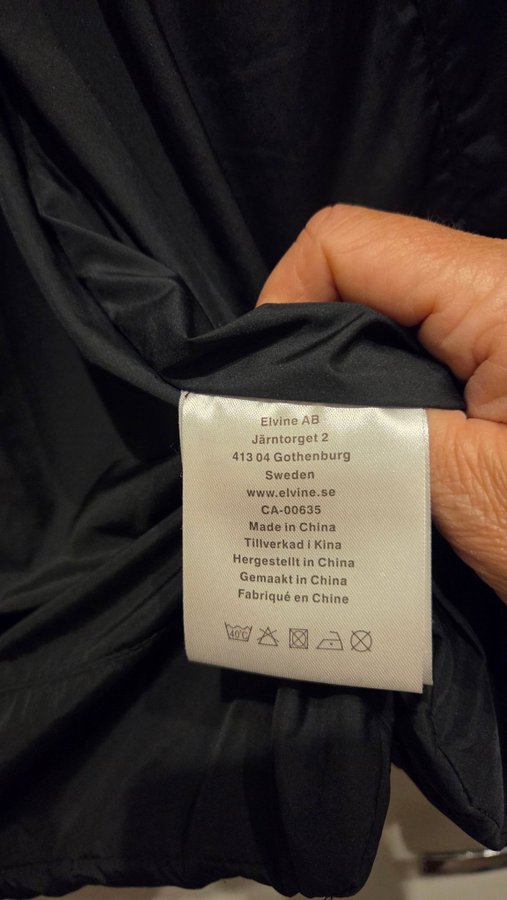 Elvine AB
Järntorget 2
413 04 Gothenburg
Sweden
www.elvine.se
CA-00635
Made in China
Tillverkad i Kina
Hergestellt in China
Gemaakt in China
Fabriqué en Chine
40°C